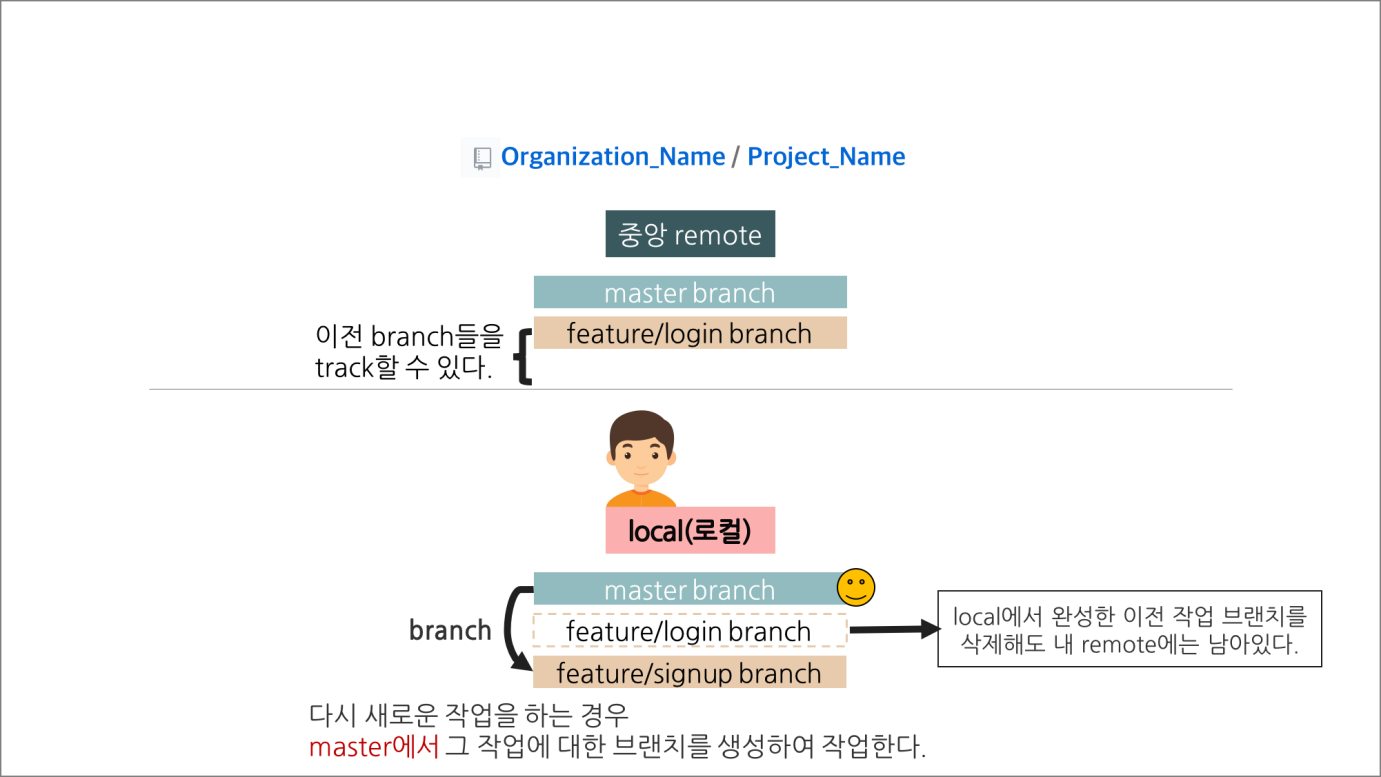 Organization_Name / Project_Name
중앙 remote
master branch
feature/login branch
이전 branch들을
track할 수 있다.
local(로컬)
master branch
branch
feature/login branch
local에서 완성한 이전 작업 브랜치를
삭제해도 내 remote에는 남아있다.
feature/signup branch
다시 새로운 작업을 하는 경우
master에서 그 작업에 대한 브랜치를 생성하여 작업한다.